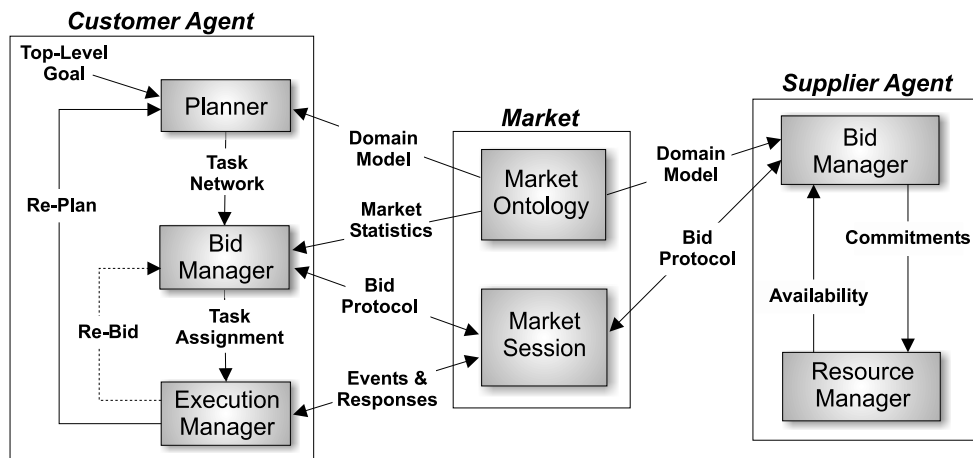 Customer Agent
Top-Level
Goal
Planner
Task
Network
Re-Plan
Bid
Manager
Re-Bid
Task
Assignment
Execution
Manager
Domain
Model
Market
Statistics
Bid
Protocol
Events &
Responses
Market
Market
Ontology
Market
Session
Domain
Model
Bid
Protocol
Supplier Agent
Bid
Manager
Commitments
Availability
Resource
Manager